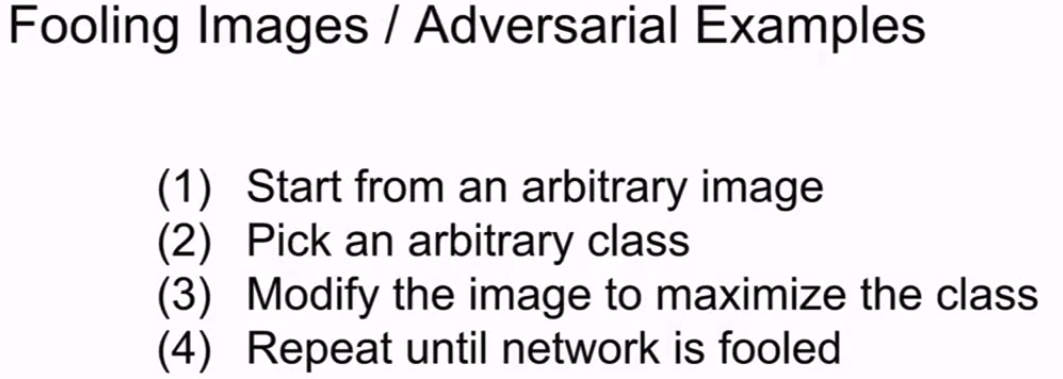 Fooling Images / Adversarial Examples
(1) Start from an arbitrary image
(2) Pick an arbitrary class
(3) Modify the image to maximize the class
(4) Repeat until network is fooled